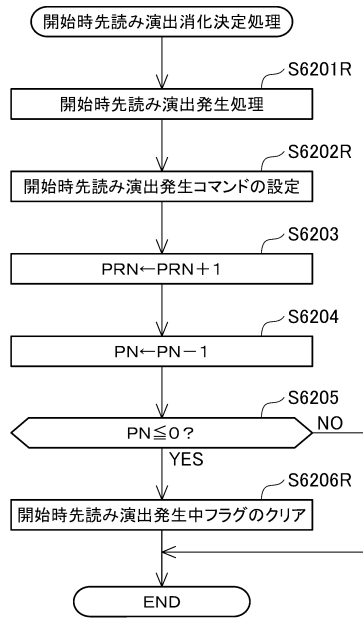 開始時先読み演出消化決定処理
S6201R
開始時先読み演出発生処理
S6202R
開始時先読み演出発生コマンドの設定
S6203
PRN←PRN+1
S6204
PN←PN−1
S6205
PN≦0?
NO
YES
S6206R
開始時先読み演出発生中フラグのクリア
END